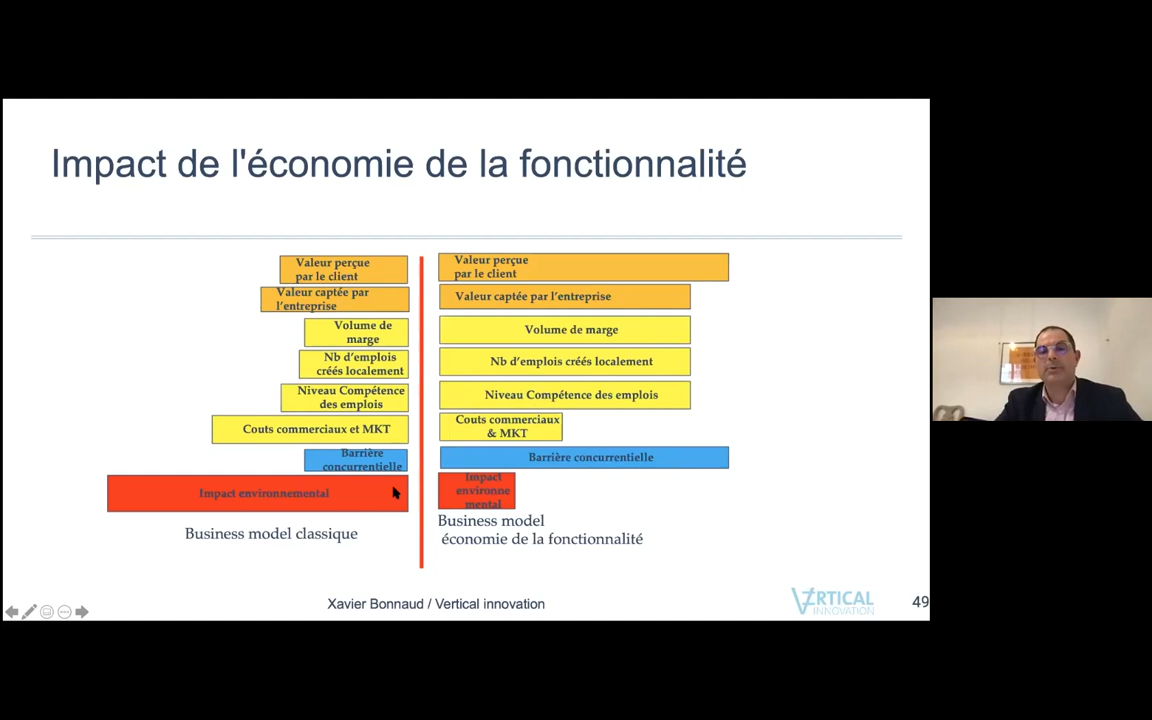 Impact de l'économie de la fonctionnalité
Valeur perçue
par le client
Valeur captée par
l'entreprise
Volume de
marge
Nb d'emplois
créés localement
Niveau Compétence
des emplois
Couts commerciaux et MKT
Barrière
concurrentielle
Impact environnemental
Business model classique
Valeur perçue
par le client
Valeur captée par l'entreprise
Volume de marge
Nb d'emplois créés localement
Niveau Compétence des emplois
Couts commerciaux
& MKT
Barrière concurrentielle
Impact
environne
mental
Business model
économie de la fonctionnalité
Xavier Bonnaud / Vertical innovation
VERTICAL
INNOVATION
49